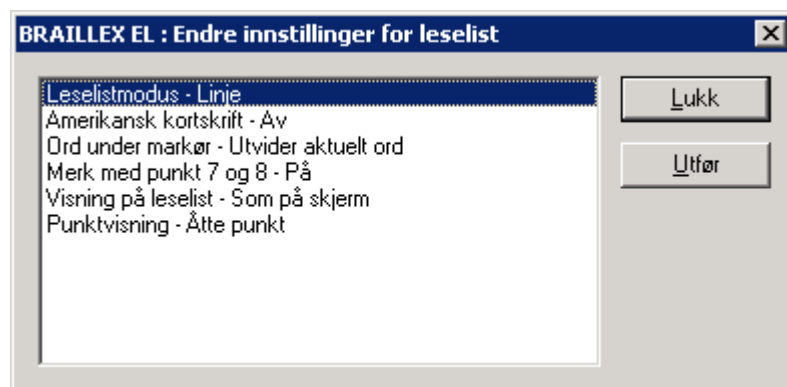 BRAILLEX EL : Endre innstillinger for leselist
Leselistmodus - Linje
Amerikansk kortskrift - Av
Ord under markør - Utvider aktuelt ord
Merk med punkt 7 og 8 - På
Visning på leselist - Som på skjerm
Punktvisning - Åtte punkt
Lukk
Utfør